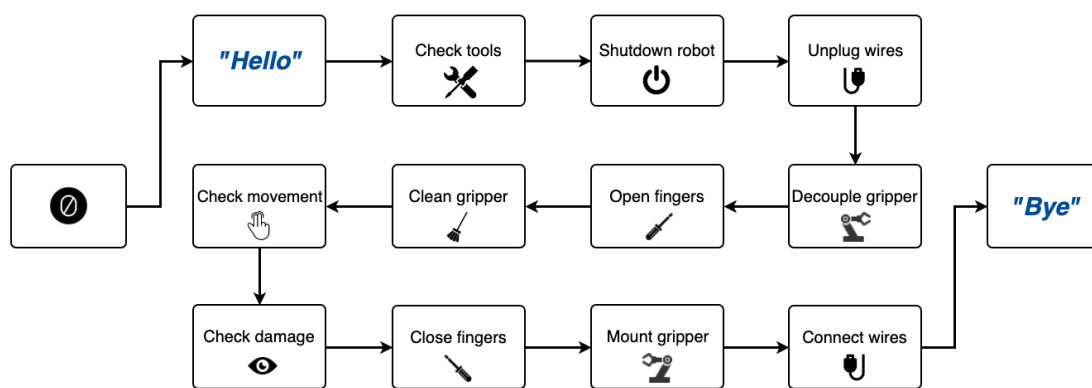 0
"Hello"
Check tools
Shutdown robot
Unplug wires
Decouple gripper
Open fingers
Clean gripper
Check movement
Check damage
Close fingers
Mount gripper
Connect wires
"Bye"